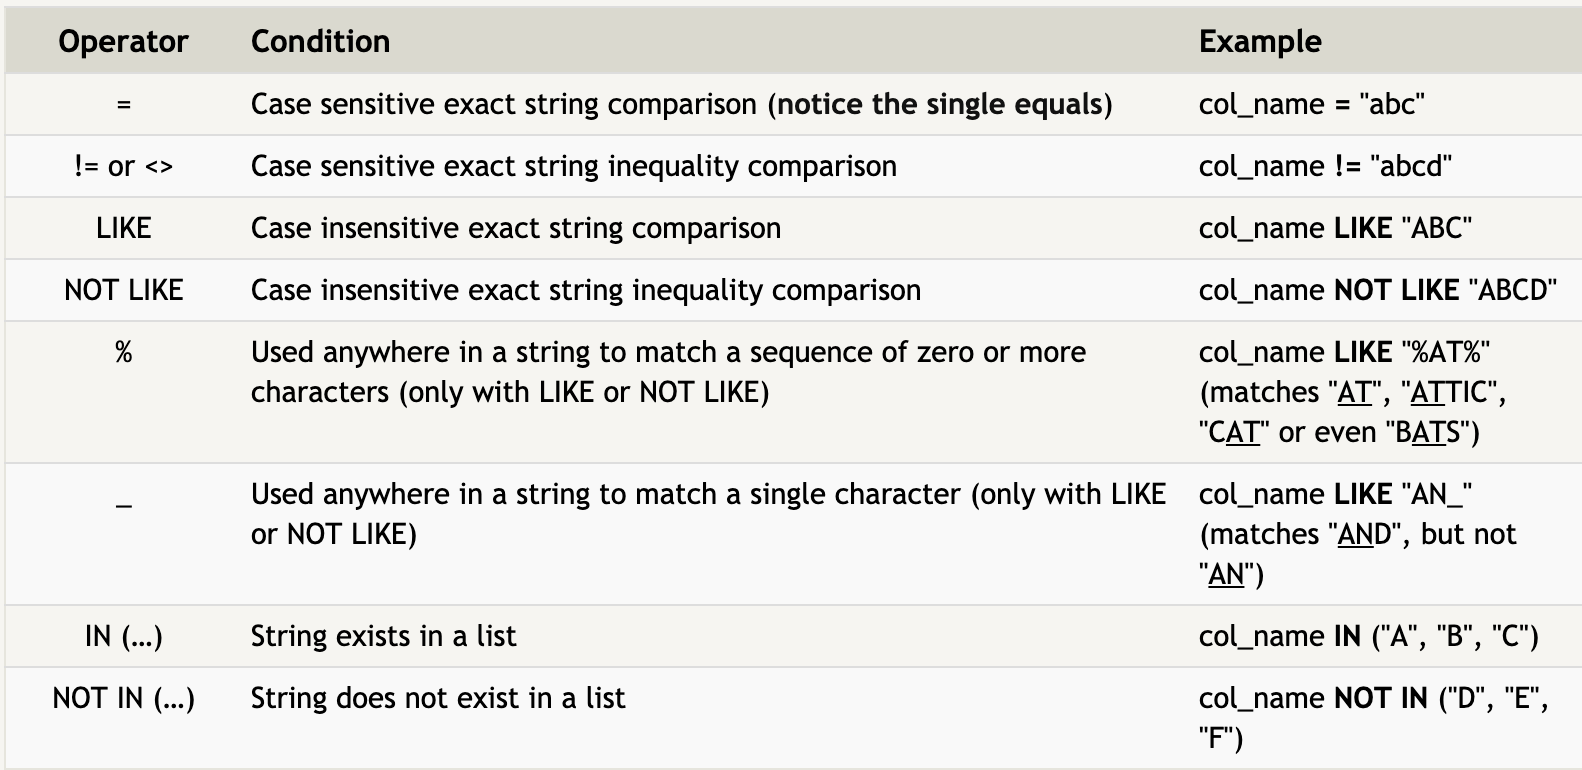 Operator Condition Example
= Case sensitive exact string comparison (notice the single equals) col_name = "abc"
!= or <> Case sensitive exact string inequality comparison col_name != "abcd"
LIKE Case insensitive exact string comparison col_name LIKE "ABC"
NOT LIKE Case insensitive exact string inequality comparison col_name NOT LIKE "ABCD"
% Used anywhere in a string to match a sequence of zero or more col_name LIKE "%AT%"
characters (only with LIKE or NOT LIKE) (matches "AT", "ATTIC",
"CAT" or even "BATS")
_ Used anywhere in a string to match a single character (only with LIKE col_name LIKE "AN_"
or NOT LIKE) (matches "AND", but not
"AN")
IN (…) String exists in a list col_name IN ("A", "B", "C")
NOT IN (…) String does not exist in a list col_name NOT IN ("D", "E",
"F")